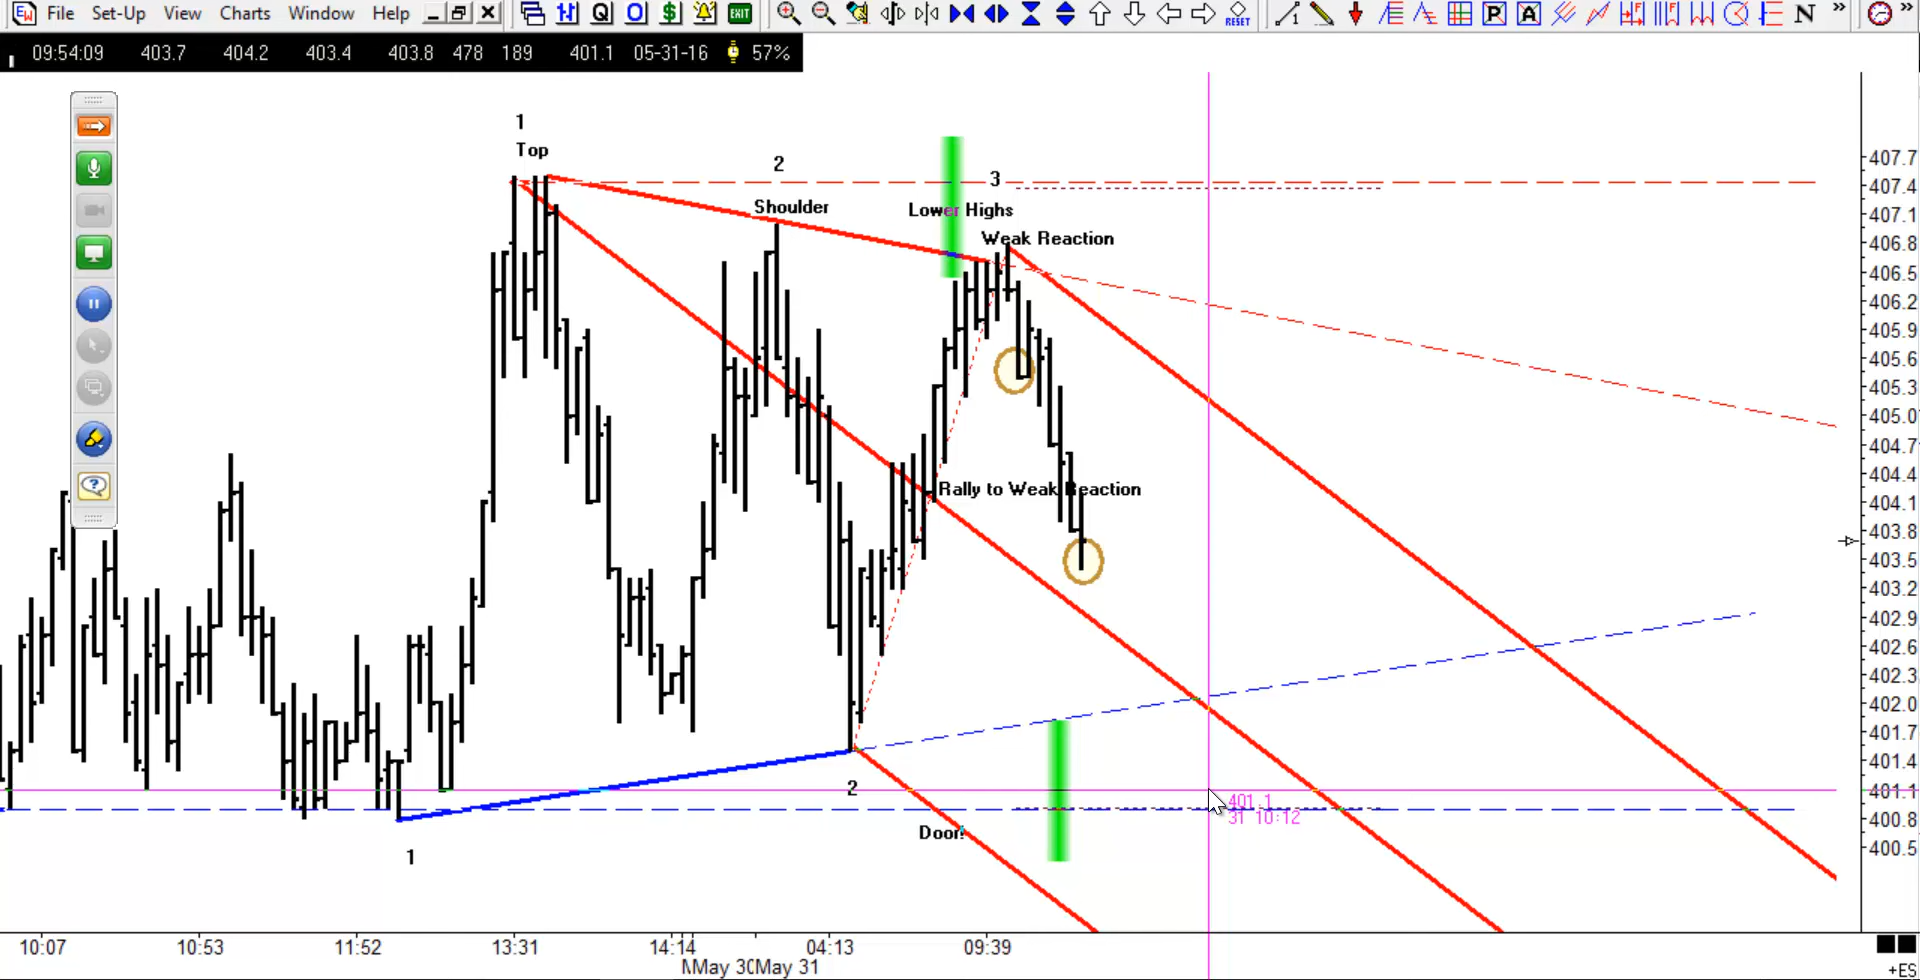 File Set-Up View Charts Window Help
09:54:09 403.7 404.2 403.4 403.8 478 189 401.1 05-31-16 57%
1
Top
2
3
Shoulder
Lower Highs
Weak Reaction
Rally to Weak Reaction
2
Door!
1
401.1
31 10:12
407.7
407.4
407.1
406.8
406.5
406.2
405.9
405.6
405.3
405.0
404.7
404.4
404.1
403.8
403.5
403.2
402.9
402.6
402.3
402.0
401.7
401.4
401.1
400.8
400.5
10:07 10:53 11:52 13:31 14:14 04:13 09:39
May 31
+ES
EXIT
RESET